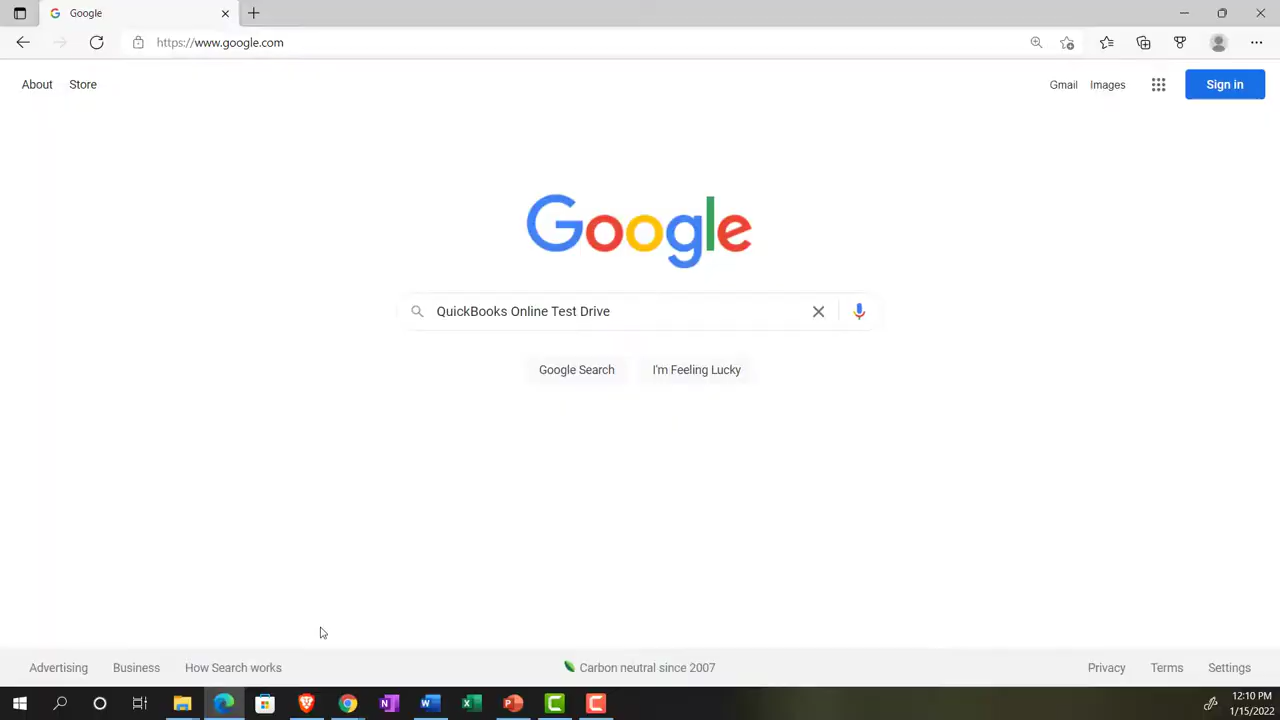 Google
https://www.google.com
About
Store
Gmail
Images
Sign in
Google
QuickBooks Online Test Drive
Google Search
I'm Feeling Lucky
Advertising
Business
How Search works
Carbon neutral since 2007
Privacy
Terms
Settings
12:10 PM
1/15/2022